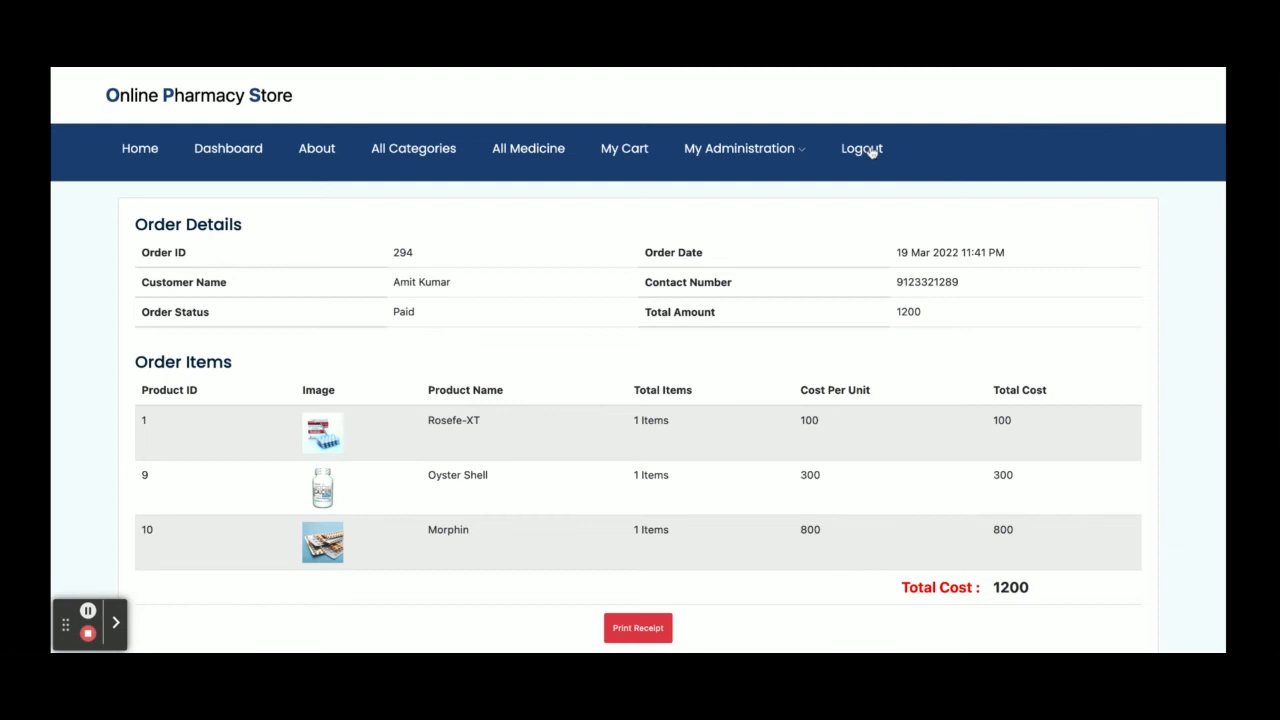 Online Pharmacy Store
Home Dashboard About All Categories All Medicine My Cart My Administration Logout
Order Details
Order ID 294 Order Date 19 Mar 2022 11:41 PM
Customer Name Amit Kumar Contact Number 9123321289
Order Status Paid Total Amount 1200
Order Items
Product ID Image Product Name Total Items Cost Per Unit Total Cost
1 Rosefe-XT 1 Items 100 100
9 Oyster Shell 1 Items 300 300
10 Morphin 1 Items 800 800
Total Cost : 1200
Print Receipt